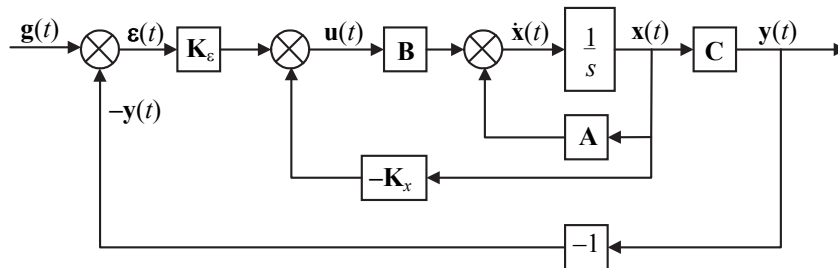 g(t)
ε(t)
K_ε
u(t)
B
ẋ(t)
1
s
x(t)
C
y(t)
–y(t)
A
–K_x
–1